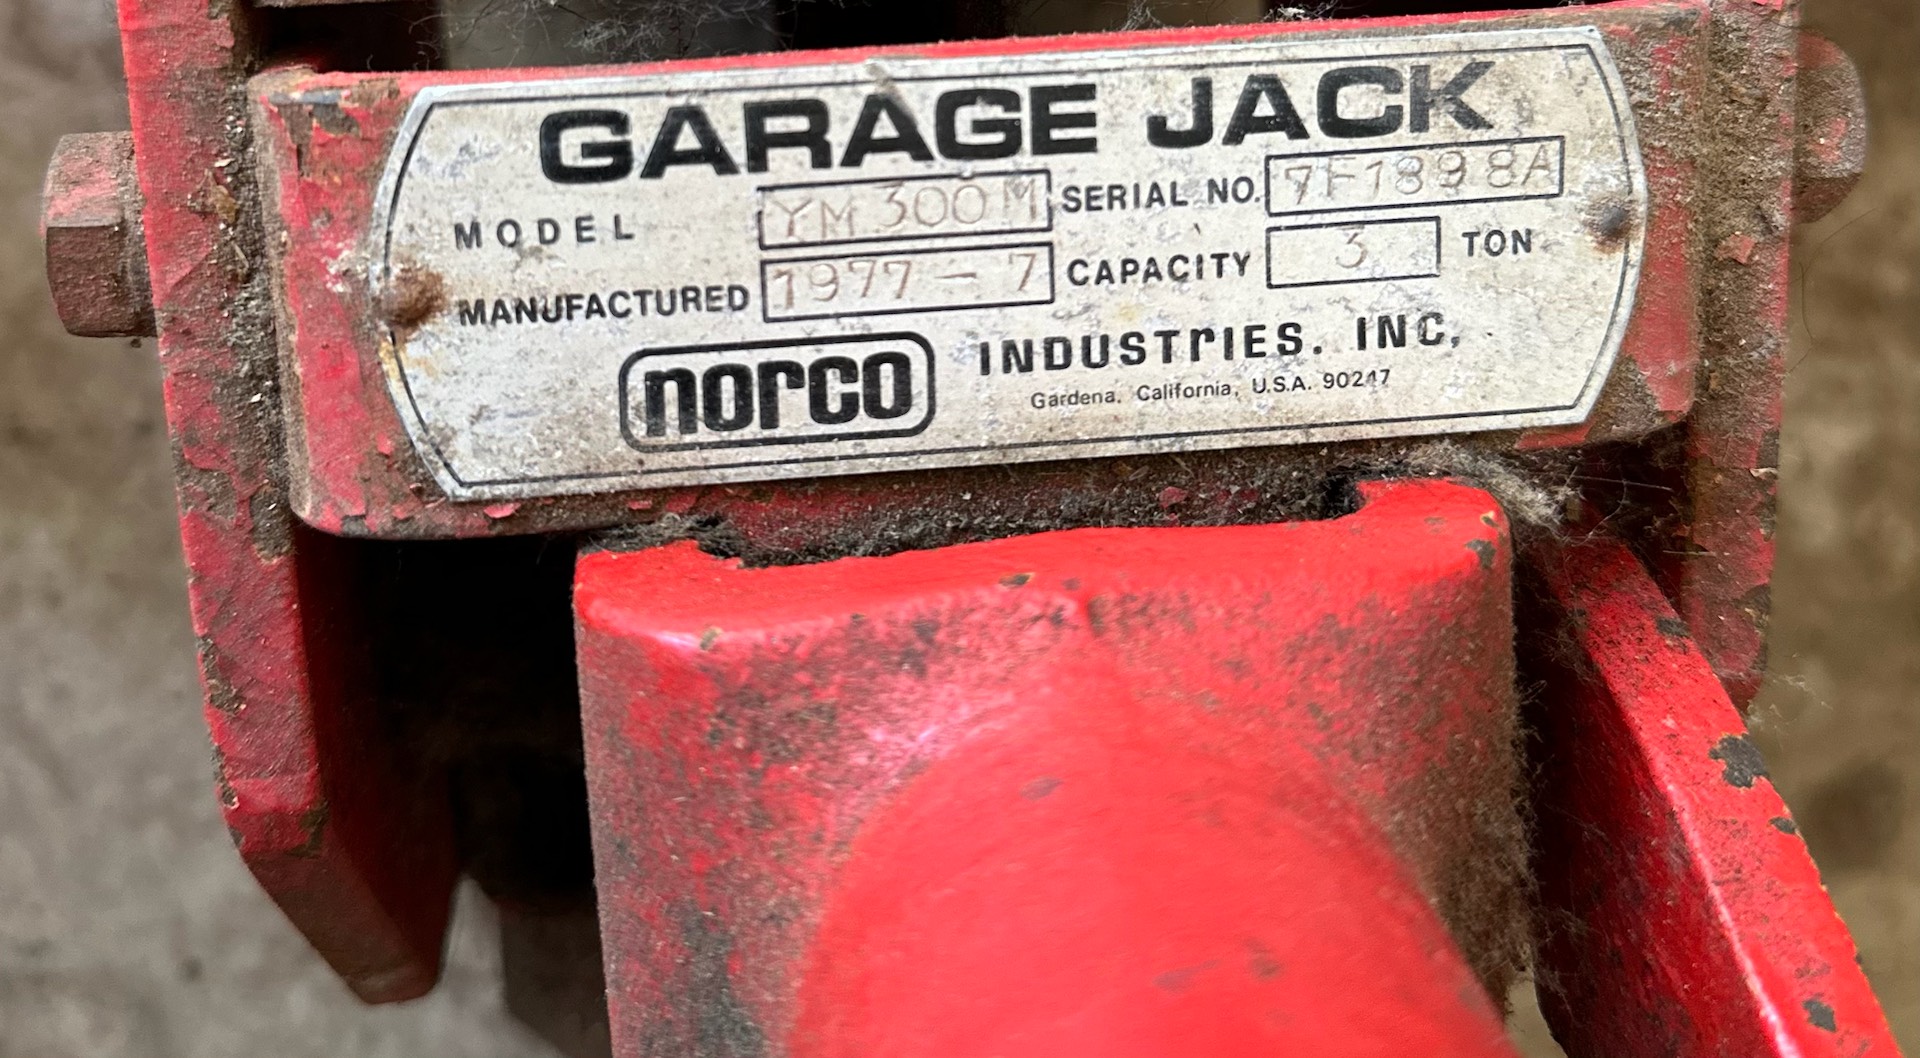 GARAGE JACK
MODEL YM300M SERIAL NO. 7F1898A
MANUFACTURED 1977-7 CAPACITY 3 TON
norco INDUSTRIES. INC,
Gardena, California, U.S.A. 90247